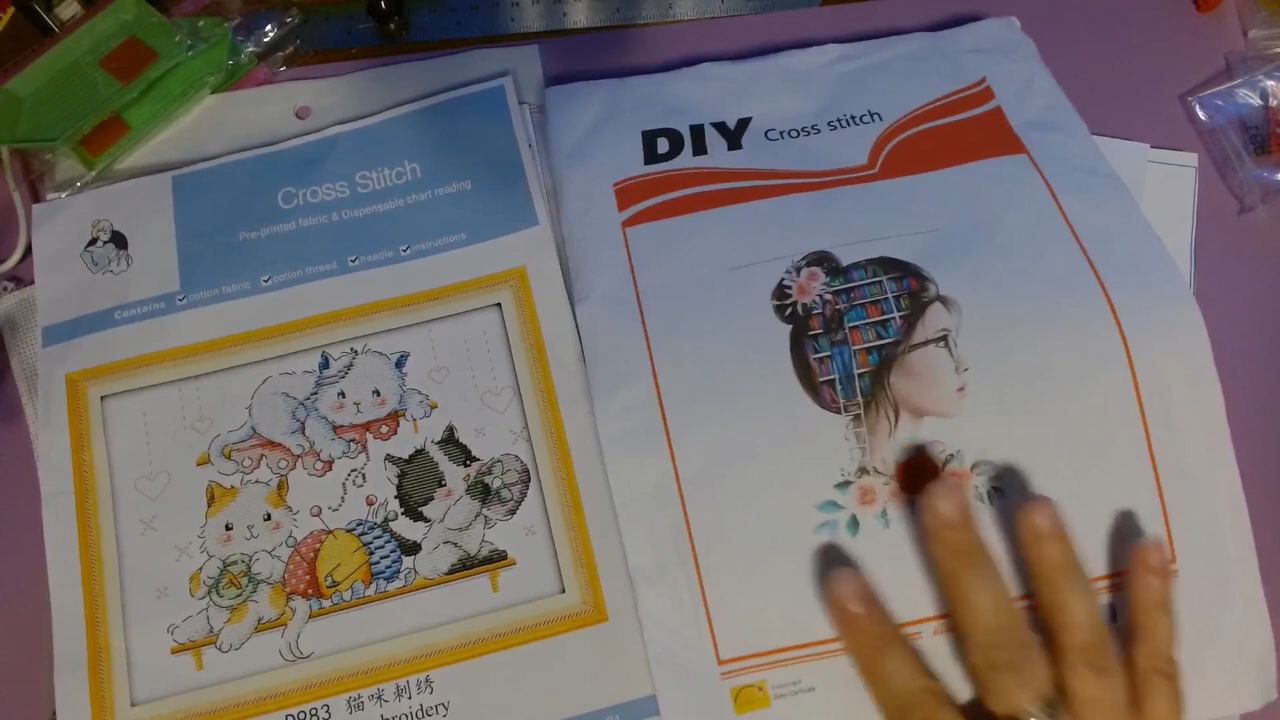 Cross Stitch
Pre-printed fabric & Dispensable chart reading
Contains cotton fabric cotton thread needle instructions
D983 猫咪刺绣
broidery
DIY Cross stitch